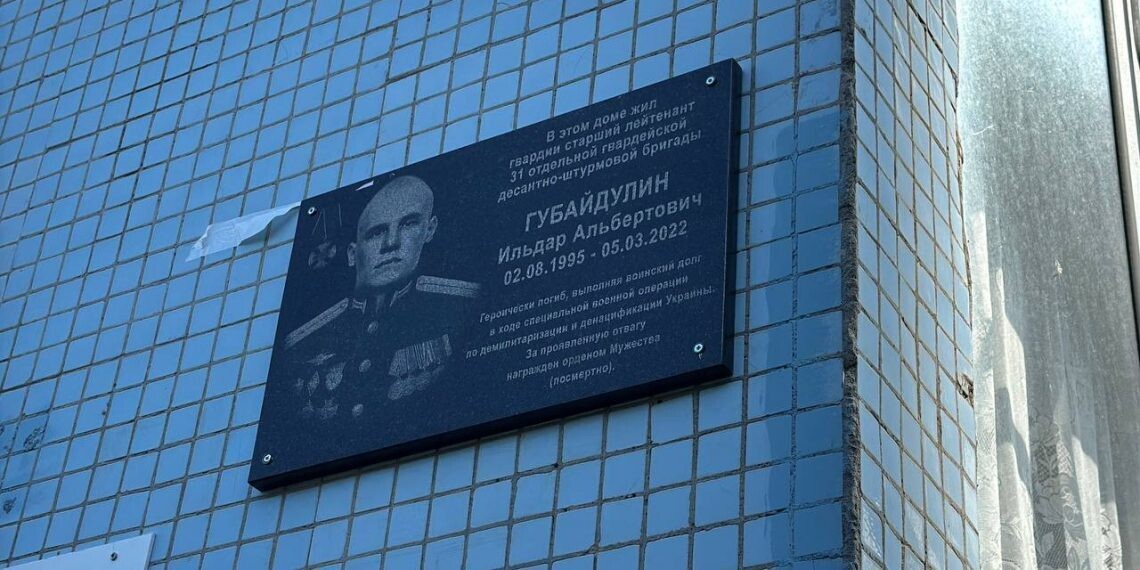 В этом доме жил
гвардии старший лейтенант
31 отдельной гвардейской
десантно-штурмовой бригады
ГУБАЙДУЛИН
Ильдар Альбертович
02.08.1995 - 05.03.2022
Героически погиб, выполняя воинский долг
в ходе специальной военной операции
по демилитаризации и денацификации Украины.
За проявленную отвагу
награжден орденом Мужества
(посмертно).